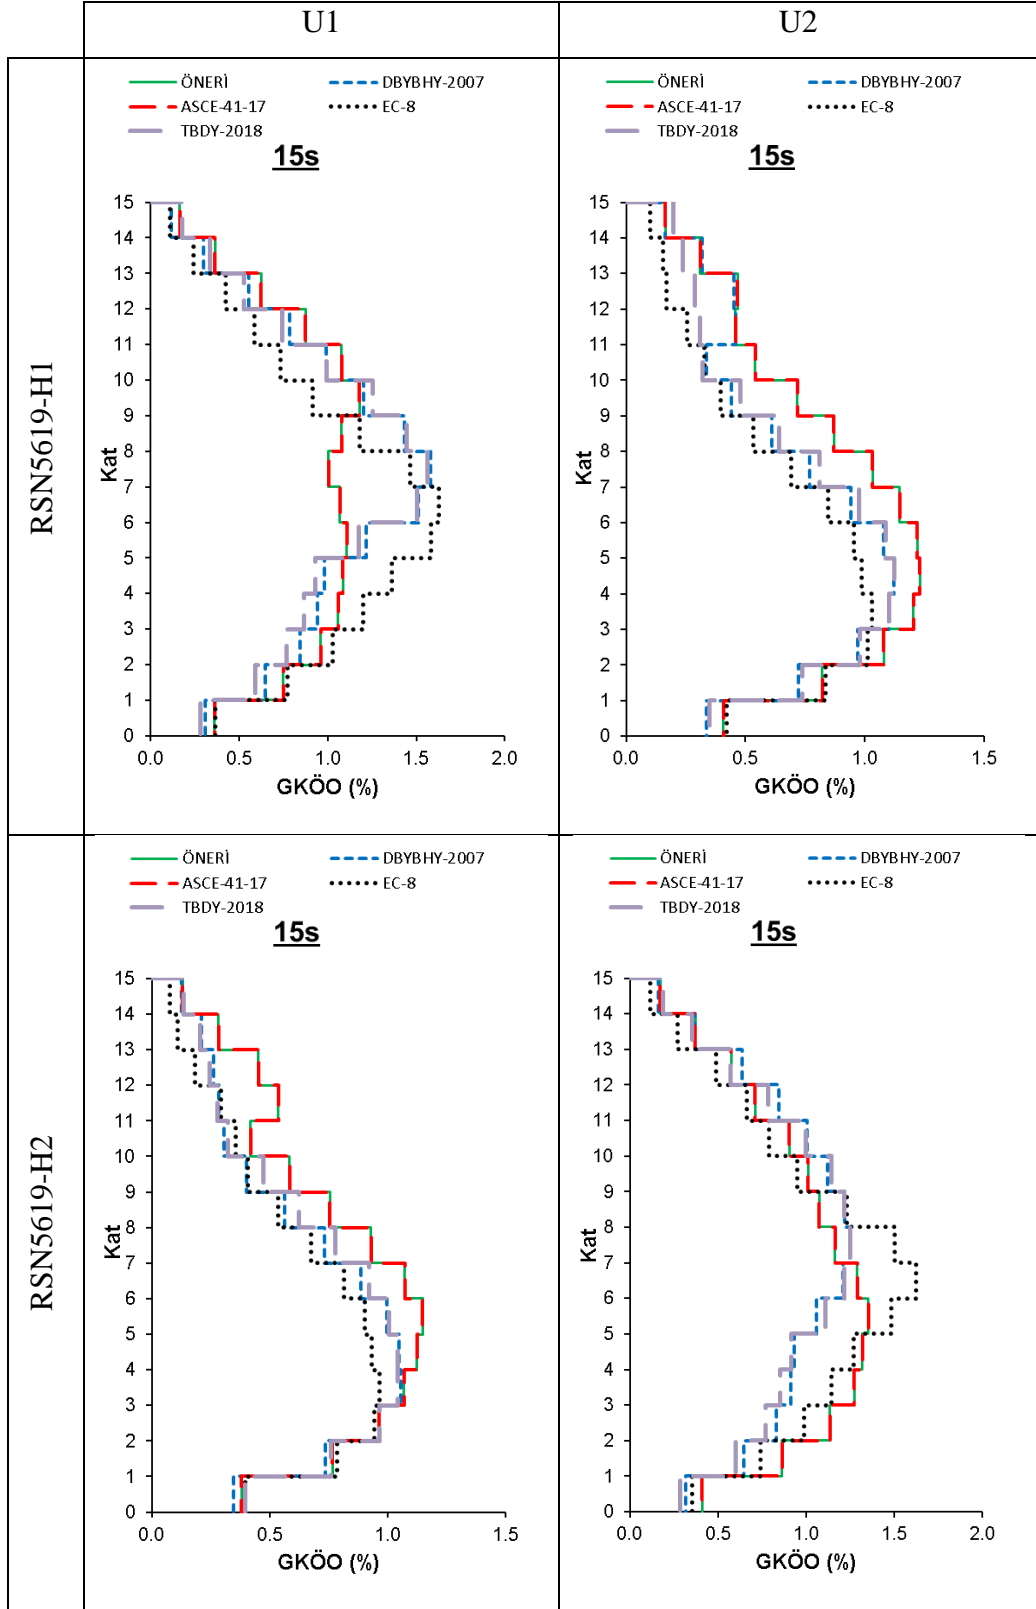 U1 U2
RSN5619-H1
ÖNERİ DBYBHY-2007
ASCE-41-17 EC-8
TBDY-2018
15s
15
14
13
12
11
10
9
8
7
6
5
4
3
2
1
0
Kat
0.0 0.5 1.0 1.5 2.0
GKÖO (%)
ÖNERİ DBYBHY-2007
ASCE-41-17 EC-8
TBDY-2018
15s
15
14
13
12
11
10
9
8
7
6
5
4
3
2
1
0
Kat
0.0 0.5 1.0 1.5
GKÖO (%)
RSN5619-H2
ÖNERİ DBYBHY-2007
ASCE-41-17 EC-8
TBDY-2018
15s
15
14
13
12
11
10
9
8
7
6
5
4
3
2
1
0
Kat
0.0 0.5 1.0 1.5
GKÖO (%)
ÖNERİ DBYBHY-2007
ASCE-41-17 EC-8
TBDY-2018
15s
15
14
13
12
11
10
9
8
7
6
5
4
3
2
1
0
Kat
0.0 0.5 1.0 1.5 2.0
GKÖO (%)